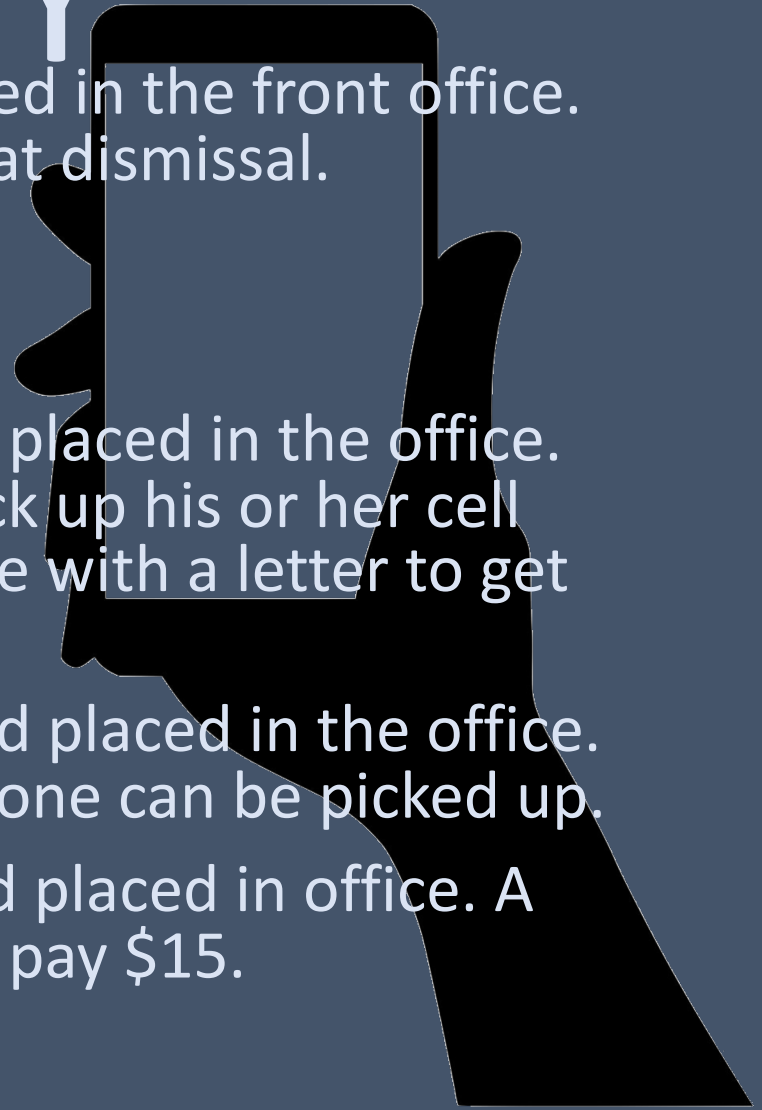 Y
ed in the front office.
at dismissal.
placed in the office.
ck up his or her cell
e with a letter to get
d placed in the office.
one can be picked up.
d placed in office. A
pay $15.